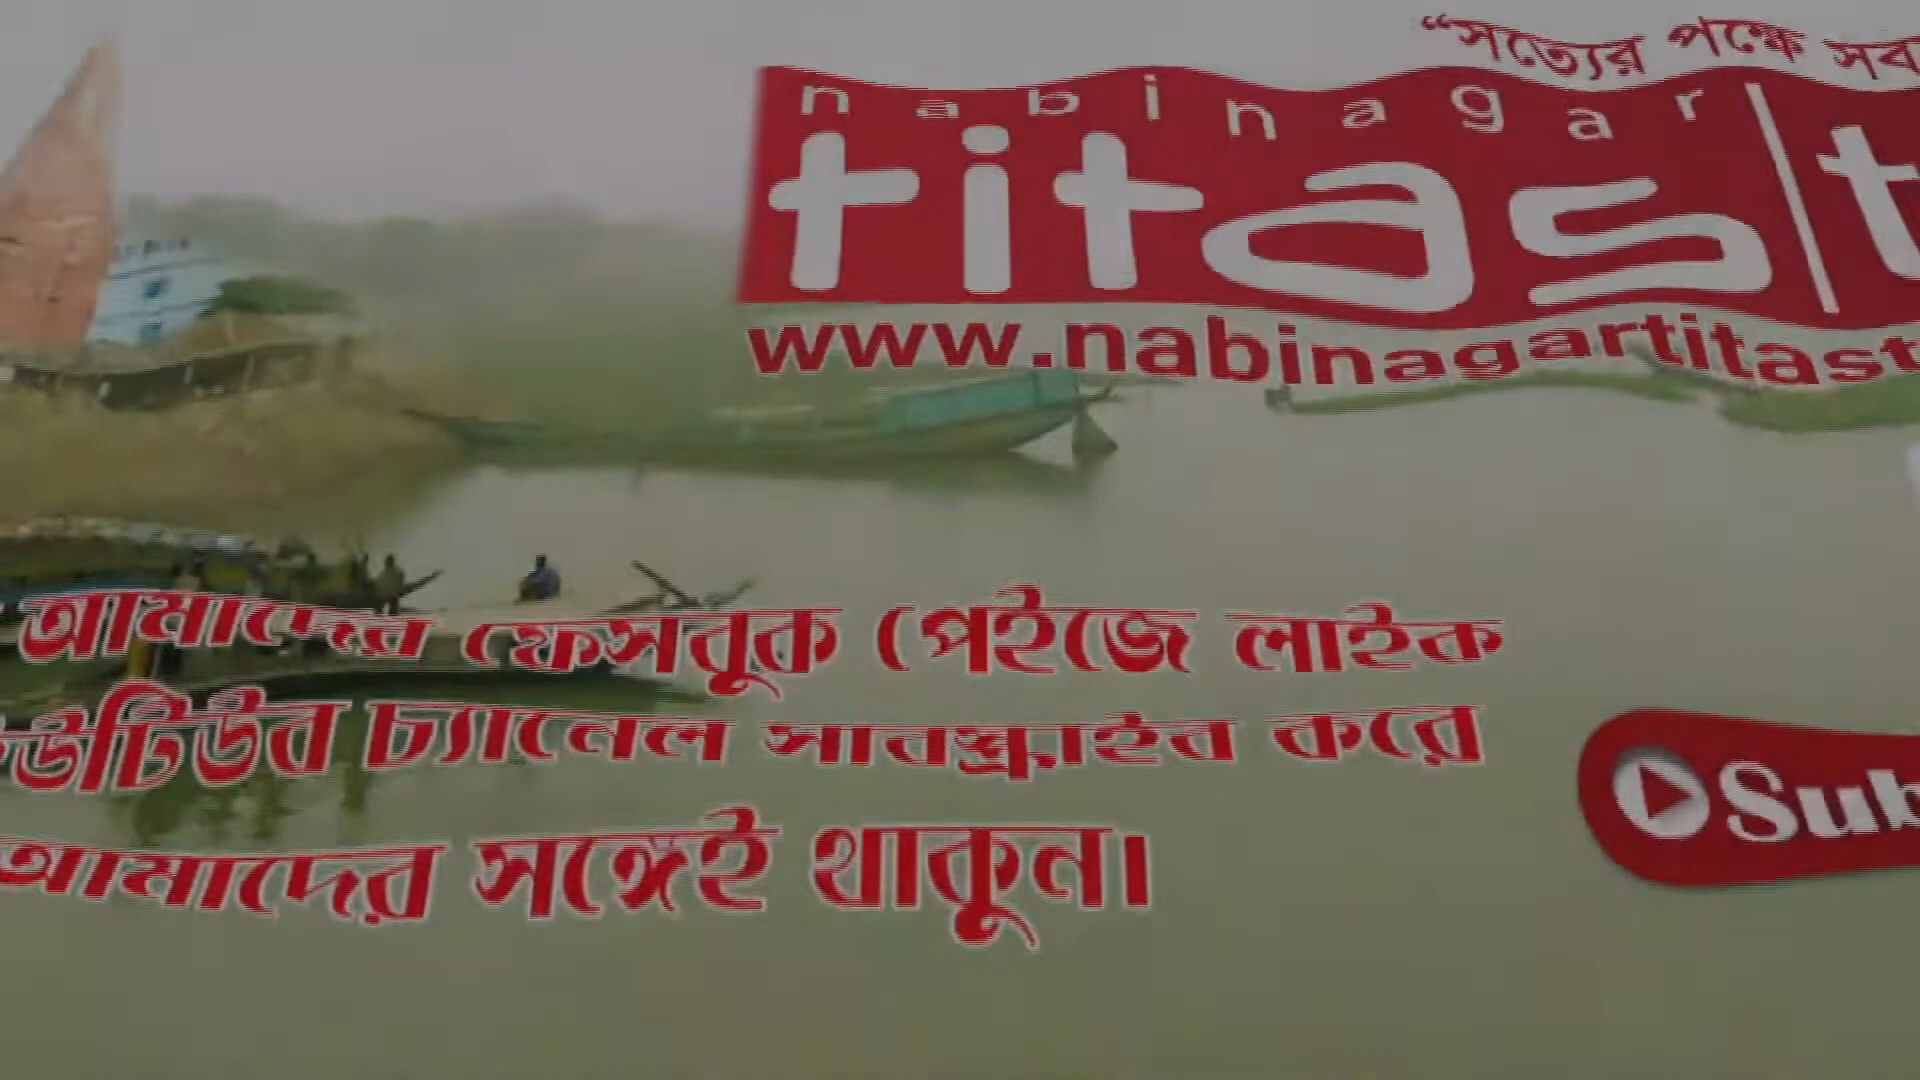 “সত্যের পক্ষে সব
nabinagar
titas t
www.nabinagartitast
আমাদের ফেসবুক পেইজে লাইক
ইউটিউব চ্যানেল সাবস্ক্রাইব করে
আমাদের সঙ্গেই থাকুন।
Sub